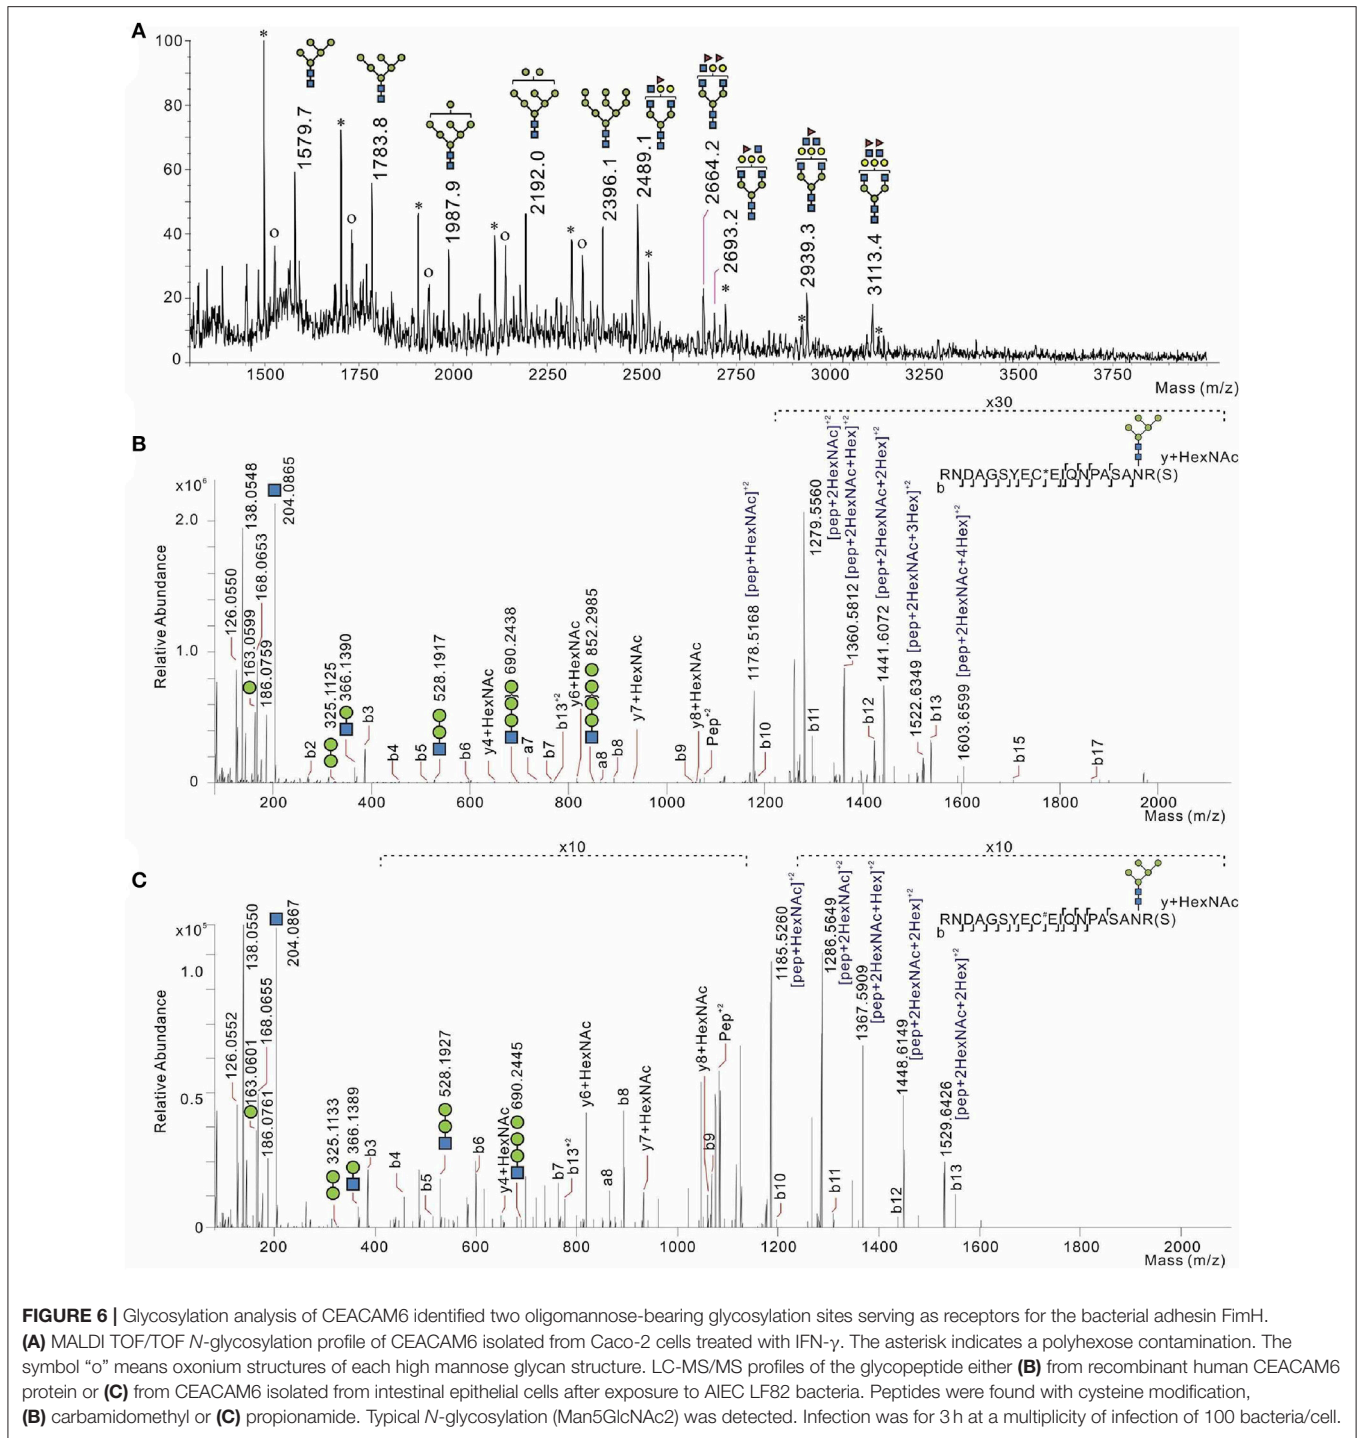 A
*
100
80
60
40
20
0
1579.7
1783.8
1987.9
2192.0
2396.1
2489.1
2664.2
2693.2
2939.3
3113.4
* * * * * * * *
o o o o o
1500 1750 2000 2250 2500 2750 3000 3250 3500 3750
Mass (m/z)
x30
B
y+HexNAc
RNDAGSYEC*EIQNPASANR(S)
b
x10⁶
2.0
1.0
0
Relative Abundance
126.0550
138.0548
163.0599
168.0653
186.0759
204.0865
b2
325.1125
366.1390
b3
b4
b5
528.1917
b6
y4+HexNAc
690.2438
a7
b7
b13⁺²
y6+HexNAc
852.2985
a8
b8
y7+HexNAc
b9
y8+HexNAc
Pep⁺²
1178.5168 [pep+HexNAc]⁺²
b10
1279.5560
[pep+2HexNAc]⁺²
b11
1360.5812 [pep+2HexNAc+Hex]⁺²
b12
1441.6072 [pep+2HexNAc+2Hex]⁺²
1522.6349 [pep+2HexNAc+3Hex]⁺²
b13
1603.6599 [pep+2HexNAc+4Hex]⁺²
b15
b17
200 400 600 800 1000 1200 1400 1600 1800 2000
Mass (m/z)
x10
x10
C
y+HexNAc
RNDAGSYEC#EIQNPASANR(S)
b
x10⁵
1.0
0.5
0
Relative Abundance
126.0552
138.0550
163.0601
168.0655
186.0761
204.0867
325.1133
366.1389
b3
b4
b5
528.1927
b6
y4+HexNAc
690.2445
b7
b13⁺²
y6+HexNAc
a8
b8
y7+HexNAc
y8+HexNAc
b9
Pep⁺²
1185.5260
[pep+HexNAc]⁺²
b10
1286.5649
[pep+2HexNAc]⁺²
b11
1367.5909
[pep+2HexNAc+Hex]⁺²
b12
1448.6149
[pep+2HexNAc+2Hex]⁺²
1529.6426
[pep+2HexNAc+2Hex]⁺²
b13
200 400 600 800 1000 1200 1400 1600 1800 2000
Mass (m/z)
FIGURE 6 | Glycosylation analysis of CEACAM6 identified two oligomannose-bearing glycosylation sites serving as receptors for the bacterial adhesin FimH.
(A) MALDI TOF/TOF N-glycosylation profile of CEACAM6 isolated from Caco-2 cells treated with IFN-γ. The asterisk indicates a polyhexose contamination. The
symbol “o” means oxonium structures of each high mannose glycan structure. LC-MS/MS profiles of the glycopeptide either (B) from recombinant human CEACAM6
protein or (C) from CEACAM6 isolated from intestinal epithelial cells after exposure to AIEC LF82 bacteria. Peptides were found with cysteine modification,
(B) carbamidomethyl or (C) propionamide. Typical N-glycosylation (Man5GlcNAc2) was detected. Infection was for 3 h at a multiplicity of infection of 100 bacteria/cell.